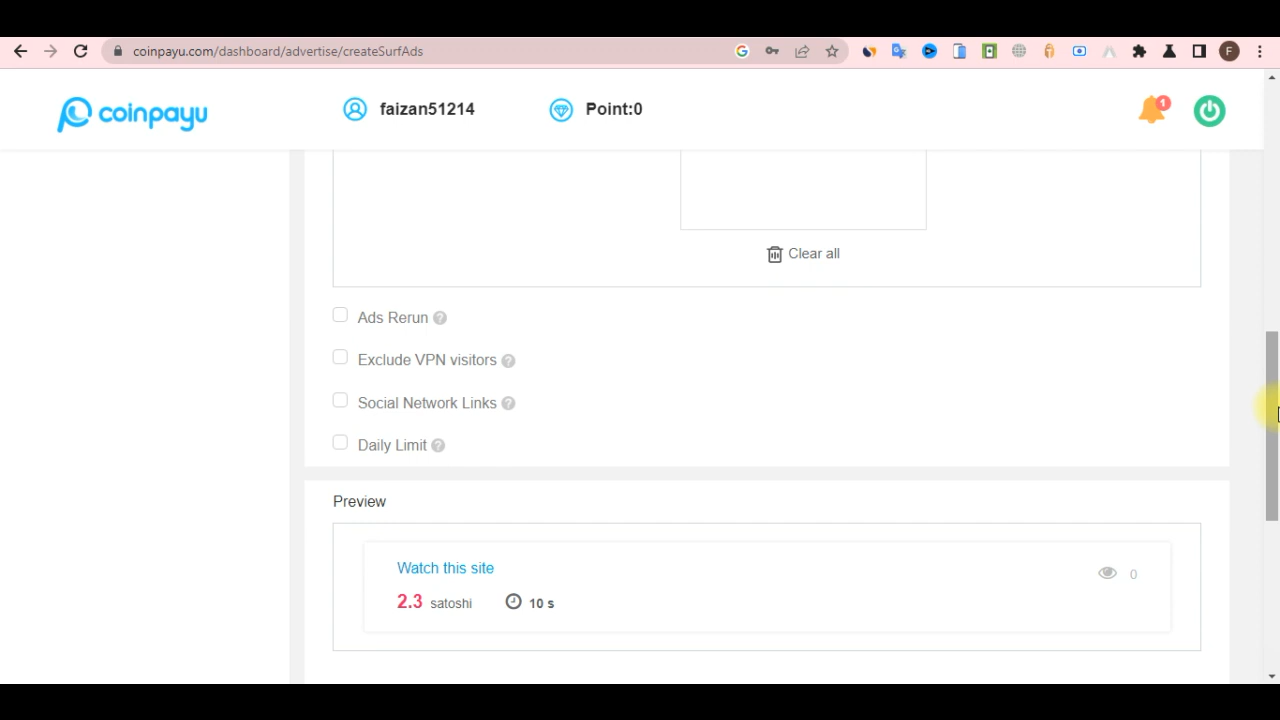 coinpayu.com/dashboard/advertise/createSurfAds
F
coinpayu
faizan51214
Point:0
1
Clear all
Ads Rerun ?
Exclude VPN visitors ?
Social Network Links ?
Daily Limit ?
Preview
Watch this site
0
2.3 satoshi 10 s